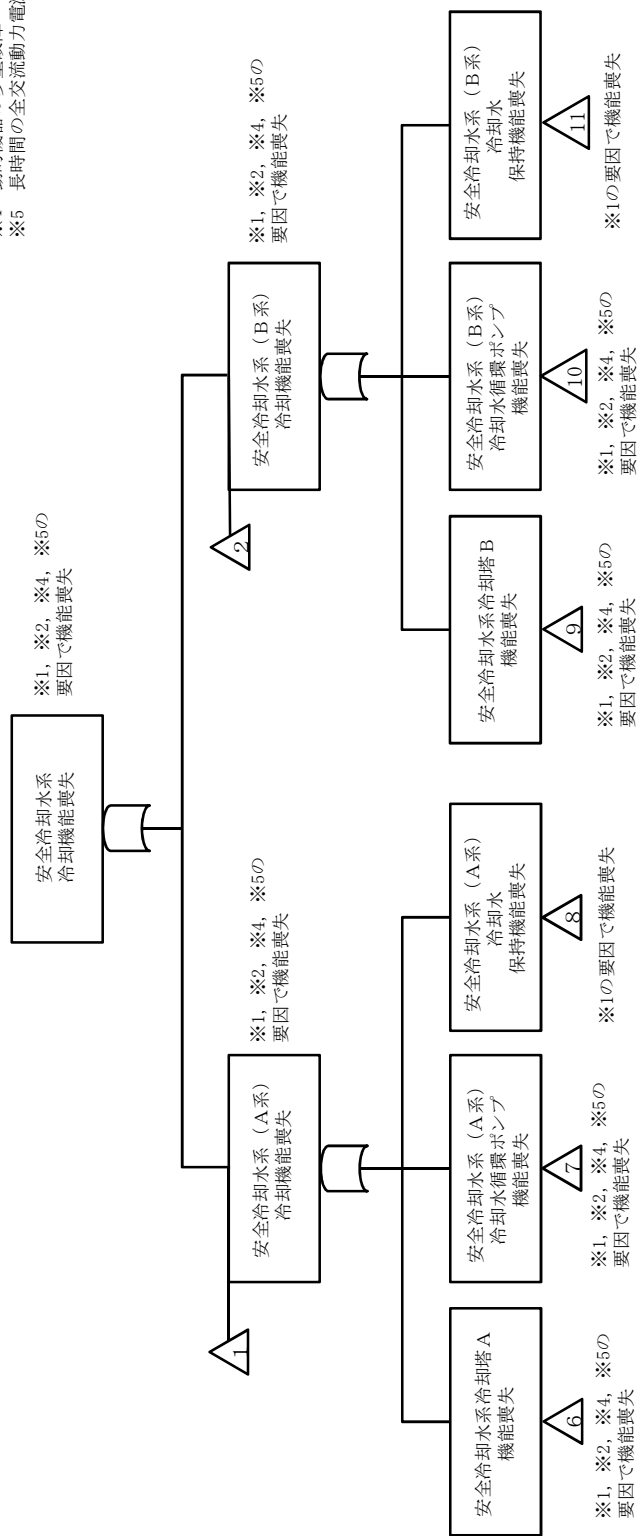 ※5 長時間の全交流動力電
安全冷却水系
冷却機能喪失
※1, ※2, ※4, ※5の
要因で機能喪失
1
安全冷却水系（A系）
冷却機能喪失
※1, ※2, ※4, ※5の
要因で機能喪失
2
安全冷却水系（B系）
冷却機能喪失
※1, ※2, ※4, ※5の
要因で機能喪失
安全冷却水系冷却塔A
機能喪失
6
※1, ※2, ※4, ※5の
要因で機能喪失
安全冷却水系（A系）
冷却水循環ポンプ
機能喪失
7
※1, ※2, ※4, ※5の
要因で機能喪失
安全冷却水系（A系）
冷却水
保持機能喪失
8
※1の要因で機能喪失
安全冷却水系冷却塔B
機能喪失
9
※1, ※2, ※4, ※5の
要因で機能喪失
安全冷却水系（B系）
冷却水循環ポンプ
機能喪失
10
※1, ※2, ※4, ※5の
要因で機能喪失
安全冷却水系（B系）
冷却水
保持機能喪失
11
※1の要因で機能喪失